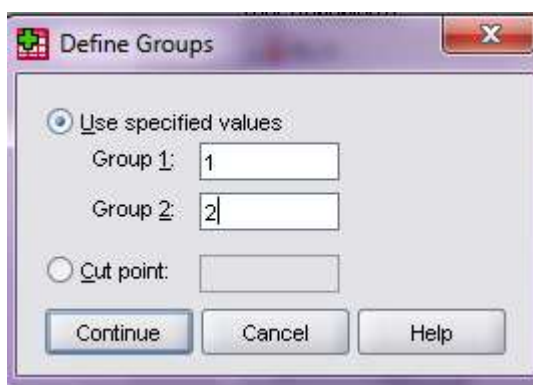 Define Groups
Use specified values
Group 1: 1
Group 2: 2
Cut point:
Continue Cancel Help